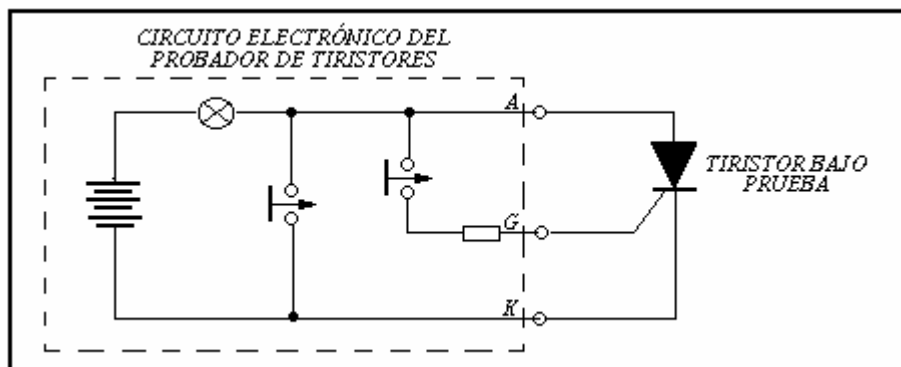 CIRCUITO ELECTRÓNICO DEL
PROBADOR DE TIRISTORES
A
TIRISTOR BAJO
PRUEBA
G
K